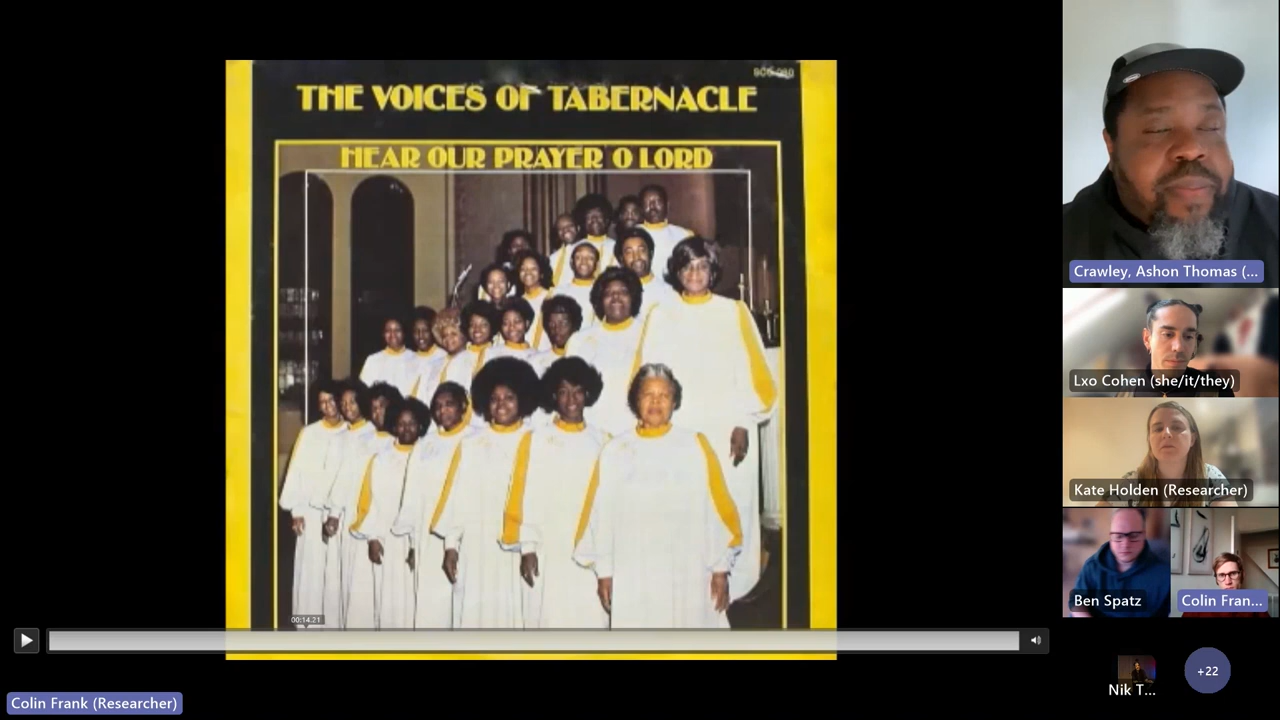 THE VOICES OF TABERNACLE
HEAR OUR PRAYER O LORD
00:14.21
Crawley, Ashon Thomas (...
Lxo Cohen (she/it/they)
Kate Holden (Researcher)
Ben Spatz
Colin Fran...
Nik T...
+22
Colin Frank (Researcher)